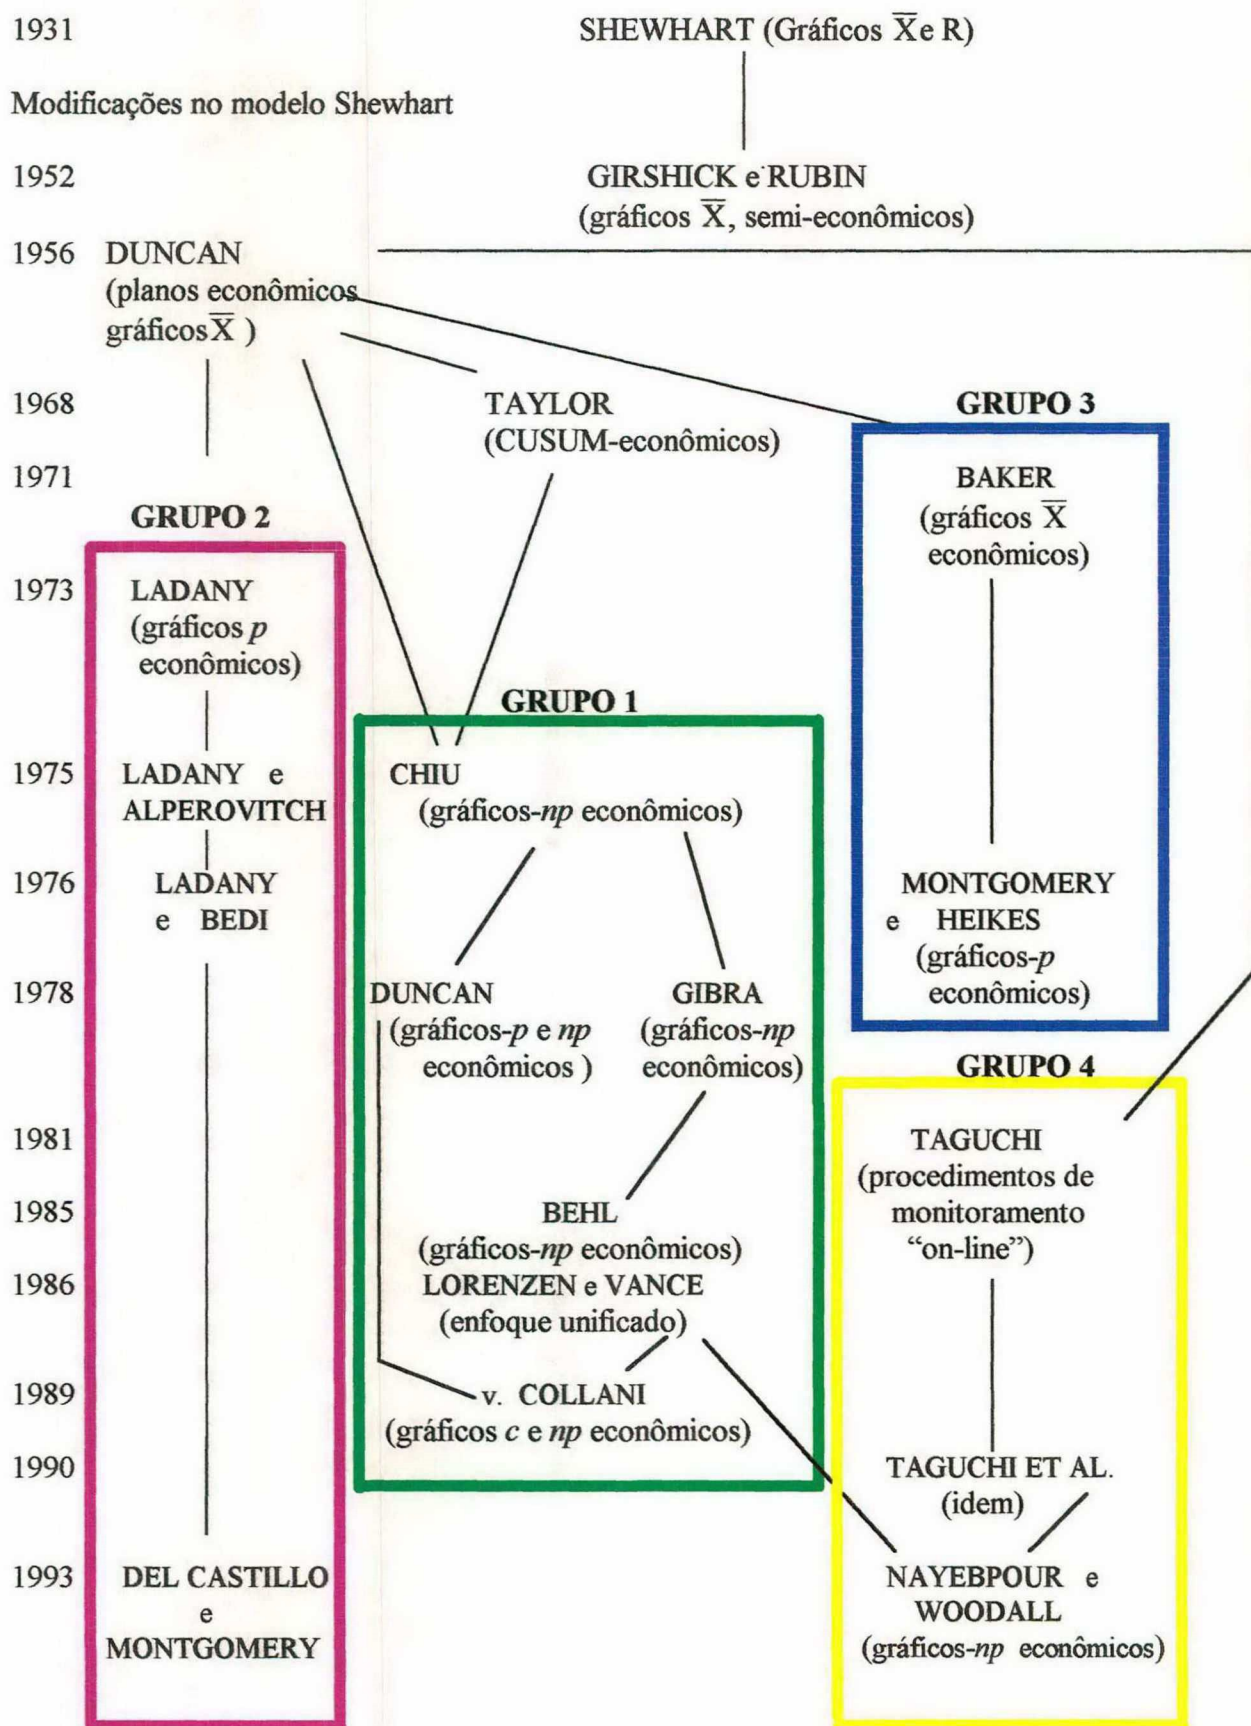 1931 SHEWHART (Gráficos X̅ e R)
Modificações no modelo Shewhart
1952 GIRSHICK e RUBIN
(gráficos X̅, semi-econômicos)
1956 DUNCAN
(planos econômicos
gráficos X̅ )
1968 TAYLOR GRUPO 3
(CUSUM-econômicos)
1971 BAKER
(gráficos X̅
econômicos)
GRUPO 2
1973 LADANY
(gráficos p
econômicos)
GRUPO 1
1975 LADANY e CHIU
ALPEROVITCH (gráficos-np econômicos)
1976 LADANY MONTGOMERY
e BEDI e HEIKES
(gráficos-p
econômicos)
1978 DUNCAN GIBRA
(gráficos-p e np (gráficos-np
econômicos ) econômicos)
GRUPO 4
1981 TAGUCHI
(procedimentos de
monitoramento
“on-line”)
1985 BEHL
(gráficos-np econômicos)
1986 LORENZEN e VANCE
(enfoque unificado)
1989 v. COLLANI
(gráficos c e np econômicos)
1990 TAGUCHI ET AL.
(idem)
1993 DEL CASTILLO NAYEBPOUR e
e WOODALL
MONTGOMERY (gráficos-np econômicos)